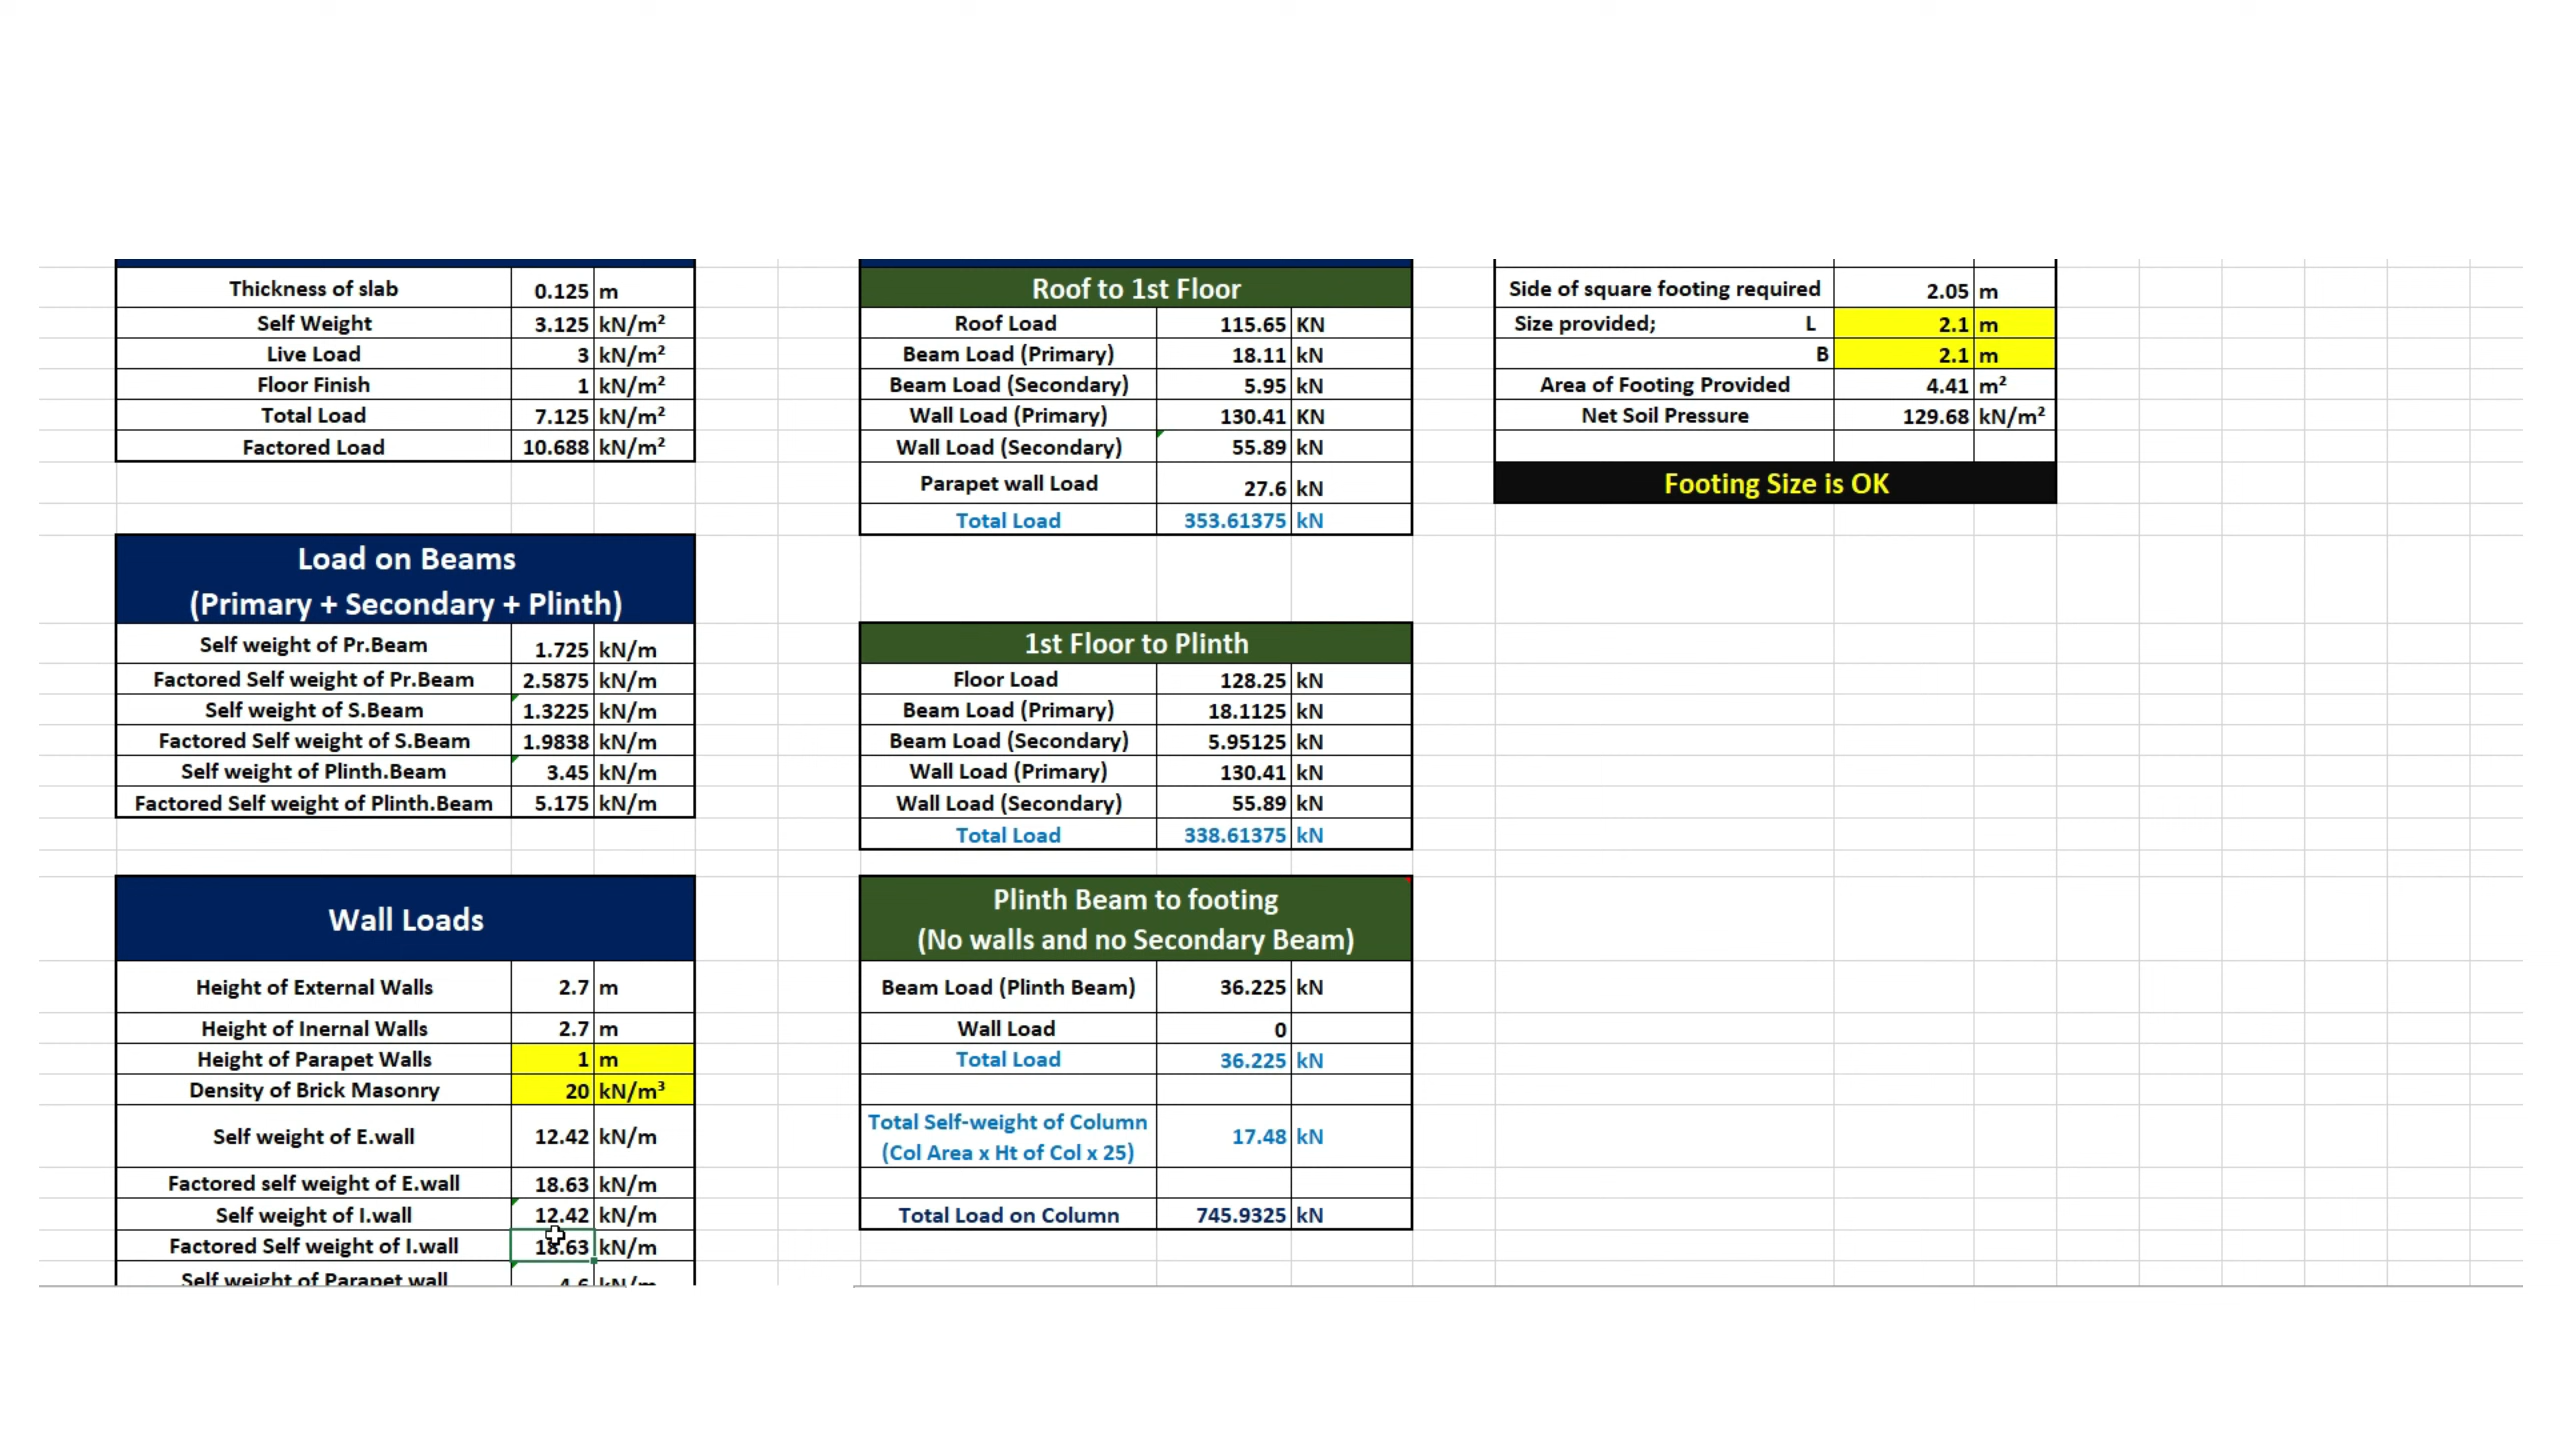 Thickness of slab 0.125 m
Self Weight 3.125 kN/m²
Live Load 3 kN/m²
Floor Finish 1 kN/m²
Total Load 7.125 kN/m²
Factored Load 10.688 kN/m²
Load on Beams
(Primary + Secondary + Plinth)
Self weight of Pr.Beam 1.725 kN/m
Factored Self weight of Pr.Beam 2.5875 kN/m
Self weight of S.Beam 1.3225 kN/m
Factored Self weight of S.Beam 1.9838 kN/m
Self weight of Plinth.Beam 3.45 kN/m
Factored Self weight of Plinth.Beam 5.175 kN/m
Wall Loads
Height of External Walls 2.7 m
Height of Inernal Walls 2.7 m
Height of Parapet Walls 1 m
Density of Brick Masonry 20 kN/m³
Self weight of E.wall 12.42 kN/m
Factored self weight of E.wall 18.63 kN/m
Self weight of I.wall 12.42 kN/m
Factored Self weight of I.wall 18.63 kN/m
Self weight of Parapet wall 4.6 kN/m
Roof to 1st Floor
Roof Load 115.65 KN
Beam Load (Primary) 18.11 kN
Beam Load (Secondary) 5.95 kN
Wall Load (Primary) 130.41 KN
Wall Load (Secondary) 55.89 kN
Parapet wall Load 27.6 kN
Total Load 353.61375 kN
1st Floor to Plinth
Floor Load 128.25 kN
Beam Load (Primary) 18.1125 kN
Beam Load (Secondary) 5.95125 kN
Wall Load (Primary) 130.41 kN
Wall Load (Secondary) 55.89 kN
Total Load 338.61375 kN
Plinth Beam to footing
(No walls and no Secondary Beam)
Beam Load (Plinth Beam) 36.225 kN
Wall Load 0
Total Load 36.225 kN
Total Self-weight of Column
(Col Area x Ht of Col x 25) 17.48 kN
Total Load on Column 745.9325 kN
Side of square footing required 2.05 m
Size provided; L 2.1 m
B 2.1 m
Area of Footing Provided 4.41 m²
Net Soil Pressure 129.68 kN/m²
Footing Size is OK